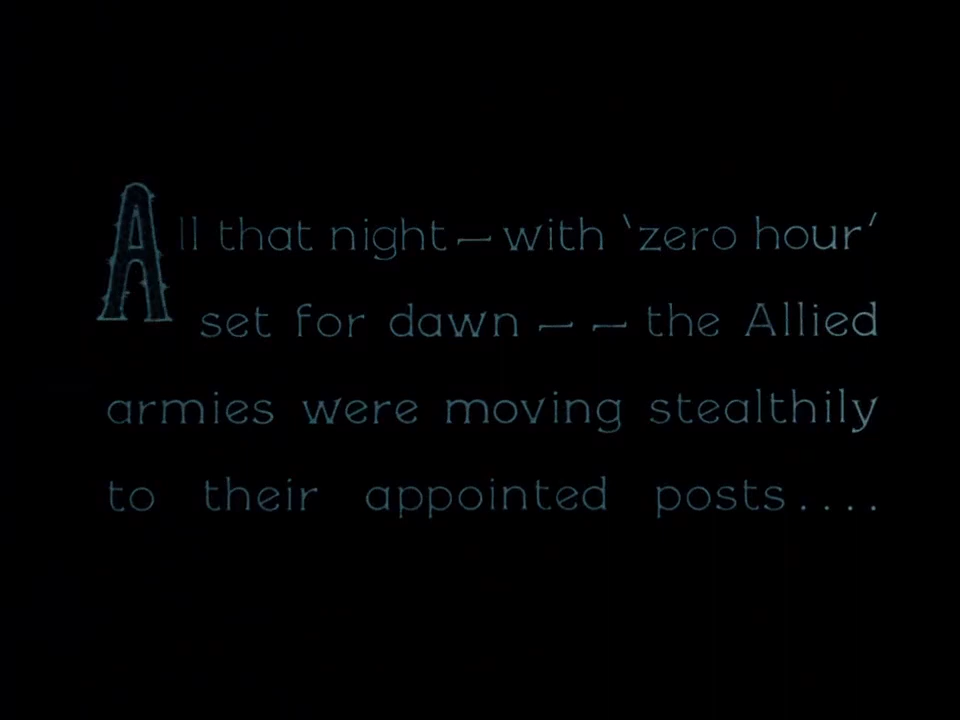 All that night — with 'zero hour'
set for dawn — — the Allied
armies were moving stealthily
to their appointed posts....